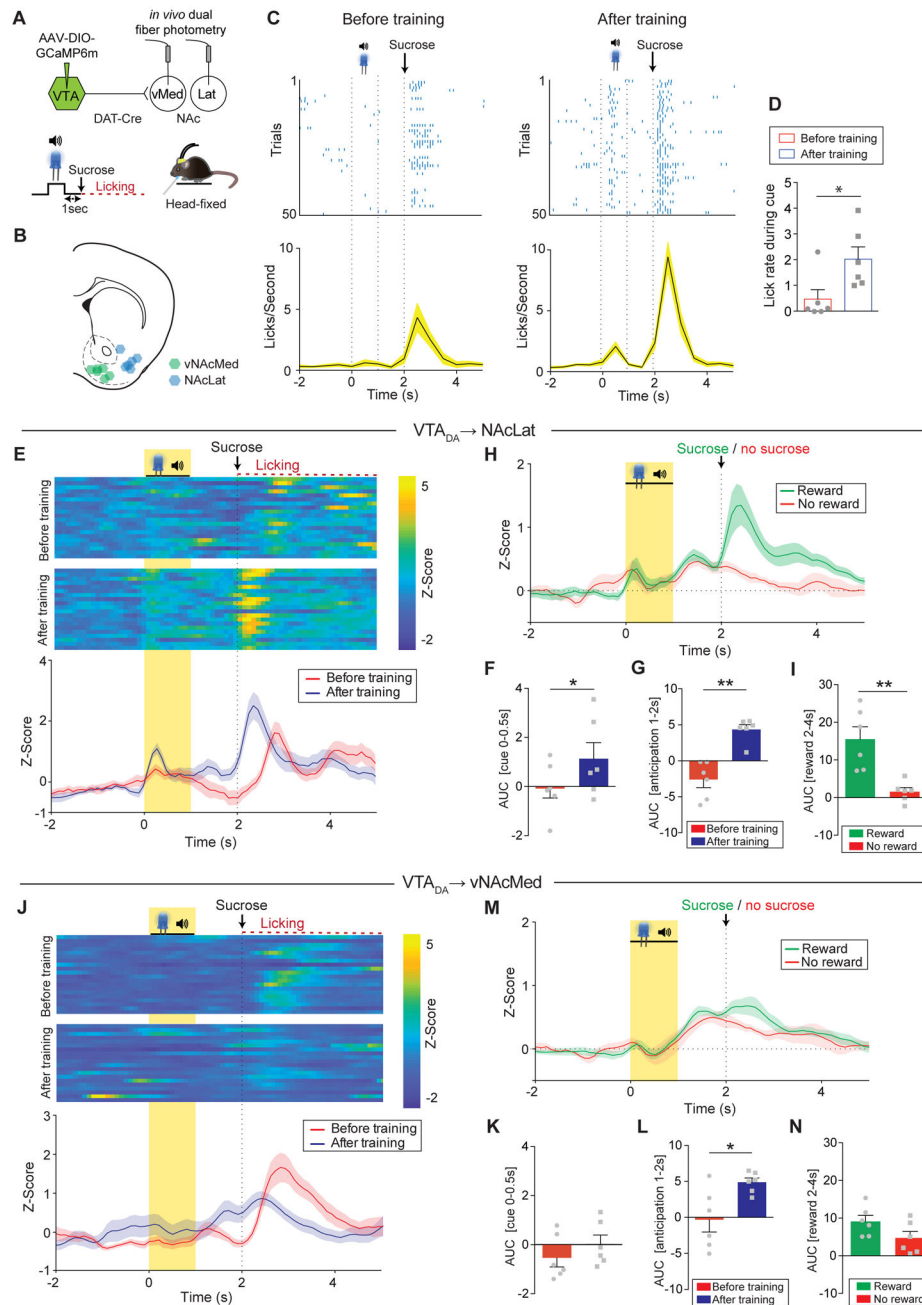 A
AAV-DIO-
GCaMP6m
in vivo dual
fiber photometry
VTA
vMed
Lat
DAT-Cre
NAc
Sucrose
Licking
1sec
Head-fixed
B
vNAcMed
NAcLat
C
Before training
After training
Sucrose
Sucrose
1
Trials
50
1
Trials
50
10
5
0
Licks/Second
-2
0
2
4
Time (s)
10
5
0
Licks/Second
-2
0
2
4
Time (s)
D
Before training
After training
*
Lick rate during cue
5
4
3
2
1
0
VTADA → NAcLat
E
Sucrose
Licking
Before training
After training
5
Z-Score
-2
4
2
0
-1
Z-Score
Before training
After training
-2
0
2
4
Time (s)
H
Sucrose / no sucrose
Reward
No reward
2
1
0
Z-Score
-2
0
2
4
Time (s)
F
*
AUC [cue 0-0.5s]
4
2
0
-2
G
**
AUC [anticipation 1-2s]
10
5
0
-5
-10
Before training
After training
I
**
AUC [reward 2-4s]
30
20
10
0
-10
Reward
No reward
VTADA → vNAcMed
J
Sucrose
Licking
Before training
After training
5
Z-Score
-2
3
2
1
0
-1
Z-Score
Before training
After training
-2
0
2
4
Time (s)
M
Sucrose / no sucrose
Reward
No reward
2
1
0
Z-Score
-2
0
2
4
Time (s)
K
AUC [cue 0-0.5s]
4
2
0
-2
L
*
AUC [anticipation 1-2s]
10
5
0
-5
-10
Before training
After training
N
AUC [reward 2-4s]
30
20
10
0
-10
Reward
No reward